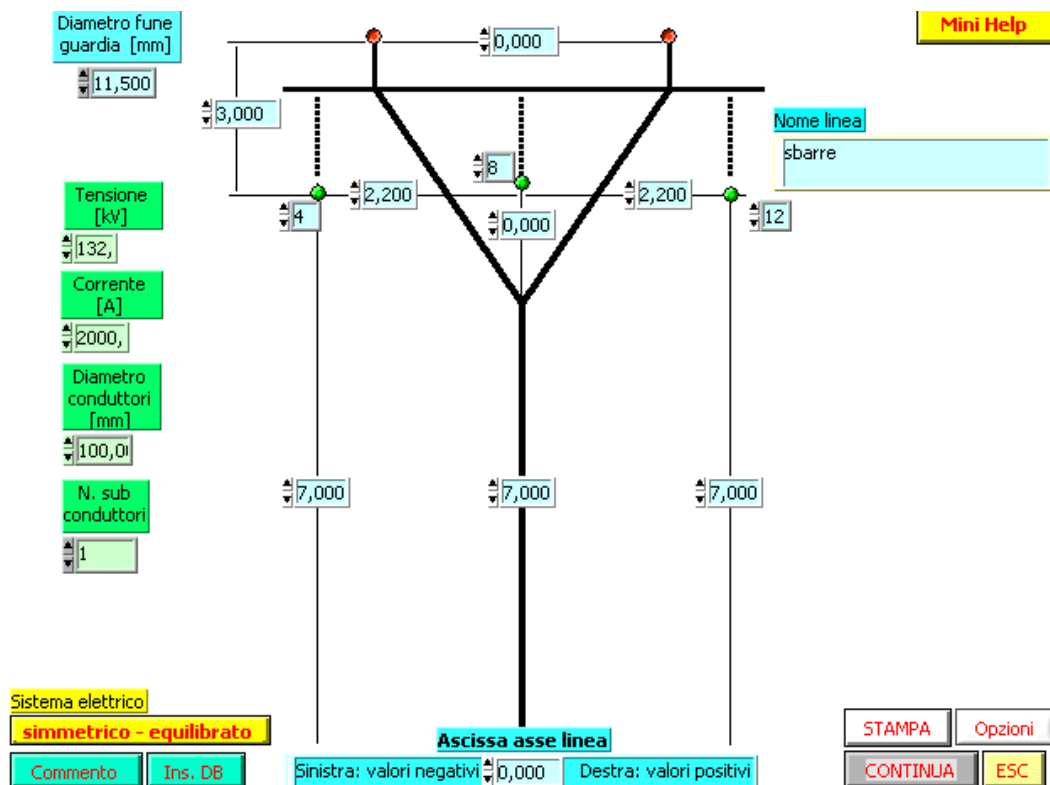 Diametro fune
guardia [mm]
11,500
0,000
Mini Help
3,000
Nome linea
sbarre
8
2,200
2,200
4
0,000
12
Tensione
[kV]
132,
Corrente
[A]
2000,
Diametro
conduttori
[mm]
100,00
7,000
7,000
7,000
N. sub
conduttori
1
Sistema elettrico
simmetrico - equilibrato
Commento
Ins. DB
Ascissa asse linea
Sinistra: valori negativi
0,000
Destra: valori positivi
STAMPA
Opzioni
CONTINUA
ESC